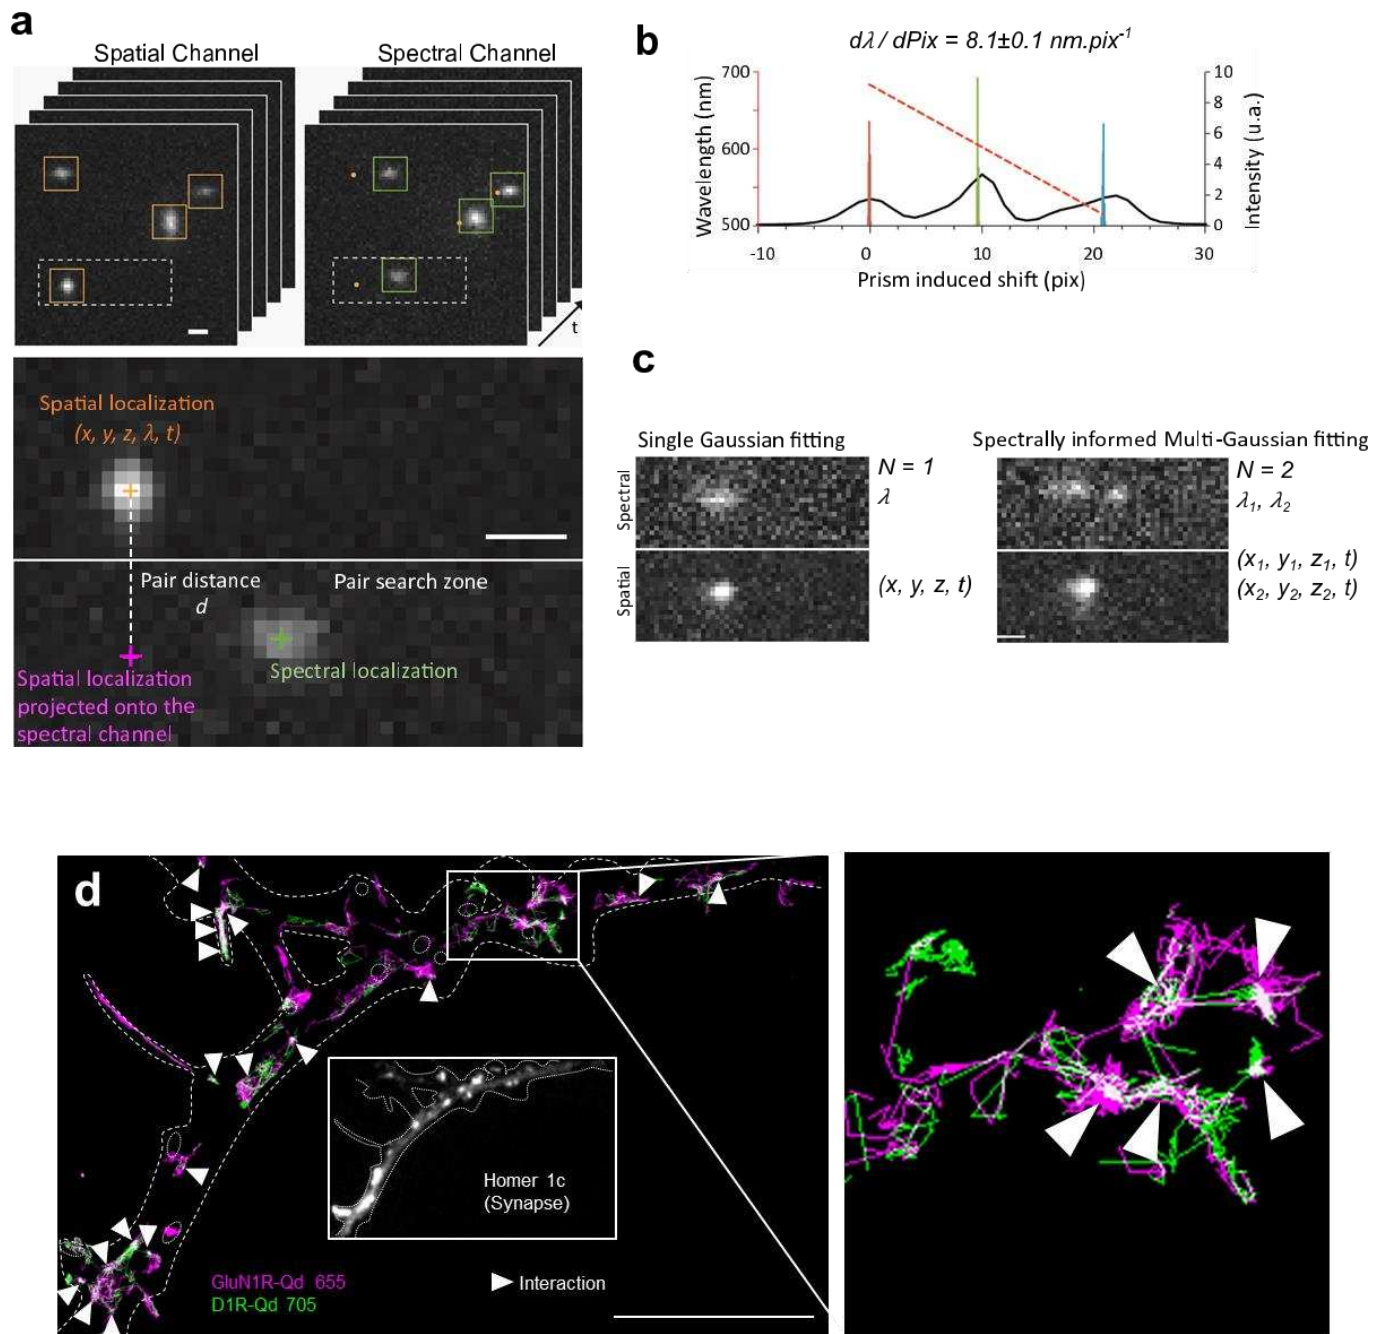 a
Spatial Channel
Spectral Channel
t
Spatial localization
(x, y, z, λ, t)
Pair distance
d
Pair search zone
Spectral localization
Spatial localization
projected onto the
spectral channel
b
dλ / dPix = 8.1±0.1 nm.pix⁻¹
Wavelength (nm)
700
600
500
10
8
6
4
2
0
Intensity (u.a.)
-10
0
10
20
30
Prism induced shift (pix)
c
Single Gaussian fitting
Spectral
N = 1
λ
Spatial
(x, y, z, t)
Spectrally informed Multi-Gaussian fitting
N = 2
λ₁, λ₂
(x₁, y₁, z₁, t)
(x₂, y₂, z₂, t)
d
Homer 1c
(Synapse)
GluN1R-Qd 655
D1R-Qd 705
Interaction